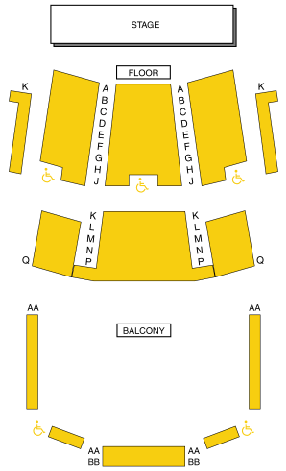 STAGE
FLOOR
K A A K
B B
C C
D D
E E
F F
G G
H H
J J
K K
L L
M M
N N
Q P P Q
AA AA
BALCONY
AA AA
BB BB